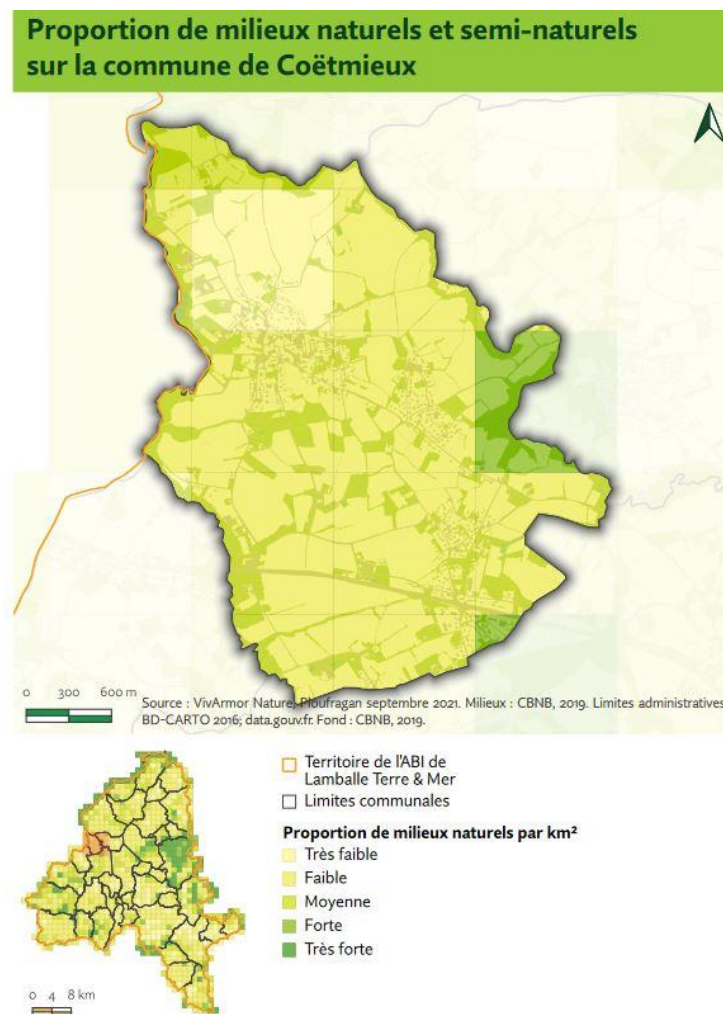 Proportion de milieux naturels et semi-naturels
sur la commune de Coëtmieux
0 300 600 m
Source : VivArmor Nature, Ploufragan septembre 2021. Milieux : CBNB, 2019. Limites administratives
BD-CARTO 2016; data.gouv.fr. Fond : CBNB, 2019.
Territoire de l'ABI de
Lamballe Terre & Mer
Limites communales
Proportion de milieux naturels par km²
Très faible
Faible
Moyenne
Forte
Très forte
0 4 8 km